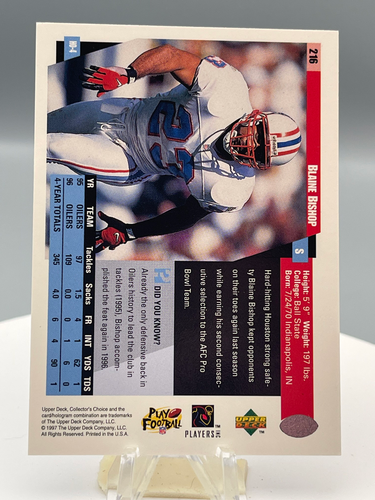 216
BLAINE BISHOP
S
Height: 5' 9" Weight: 197 lbs.
College: Ball State
Born: 7/24/70 Indianapolis, IN
Hard-hitting Houston strong safe-
ty Blaine Bishop kept opponents
on their toes again last season
while earning his second consec-
utive selection to the AFC Pro
Bowl Team.
DID YOU KNOW?
Already the only defensive back in
Oilers' history to lead the club in
tackles (1995), Bishop accom-
plished the feat again in 1996.
YR TEAM Tackles Sacks FR INT YDS TDS
95 OILERS 97 1.5 4 1 62 1
96 OILERS 109 0.0 1 1 6 0
4-YEAR TOTALS 345 4.0 6 4 90 1
UPPER DECK
PLAYERS INC
PLAY FOOTBALL
NFL
Upper Deck, Collector's Choice and the
card/hologram combination are trademarks
of The Upper Deck Company, LLC.
© 1997 The Upper Deck Company, LLC.
All Rights Reserved. Printed in the U.S.A.
23